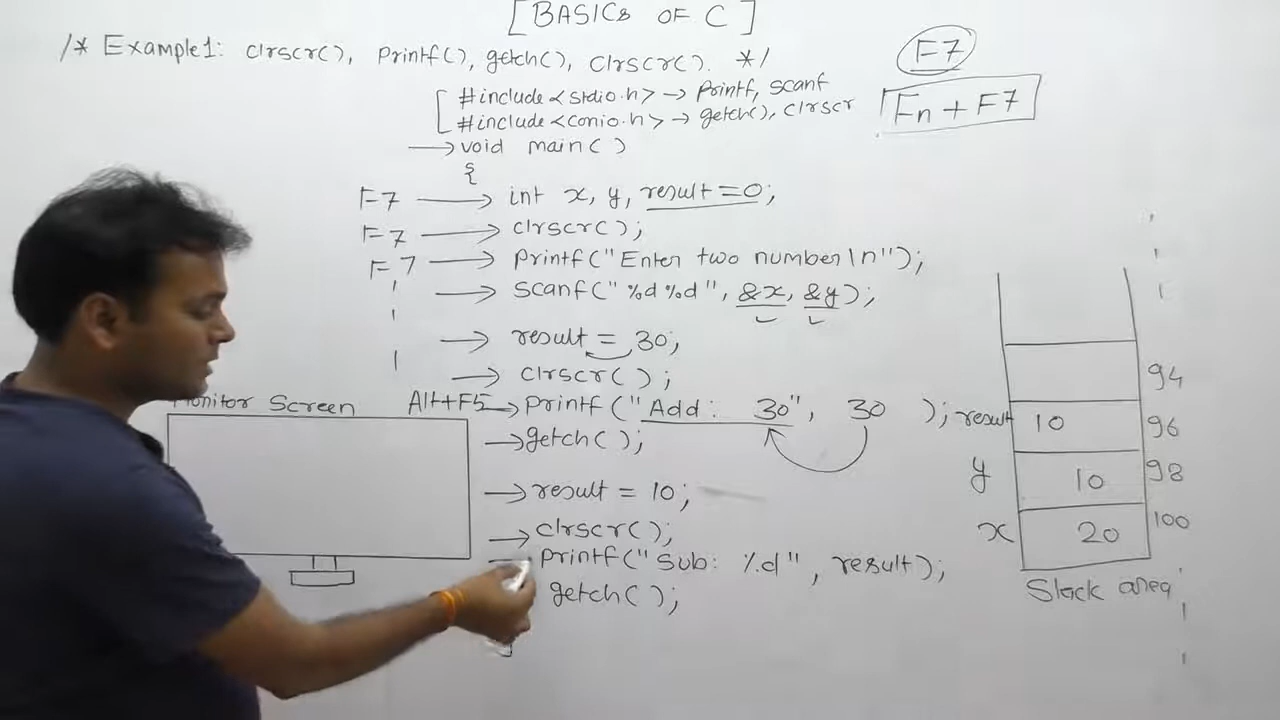 [BASICS OF C]
/* Example1: clrscr(), Printf(), getch(), clrscr(). */
F7
Fn + F7
#include<stdio.h> → Printf, scanf
#include<conio.h> → getch(), clrscr
→ void main()
{
F7 → int x, y, result=0;
F7 → clrscr();
F7 → Printf("Enter two number\n");
→ scanf("%d%d", &x, &y);
→ result = 30;
→ clrscr();
Monitor Screen
Alt+F5 → Printf("Add: 30", 30 );
→ getch();
→ result = 10;
→ clrscr();
→ Printf("Sub: %d", result);
getch();
94
result 10 96
y 10 98
x 20 100
Stack area